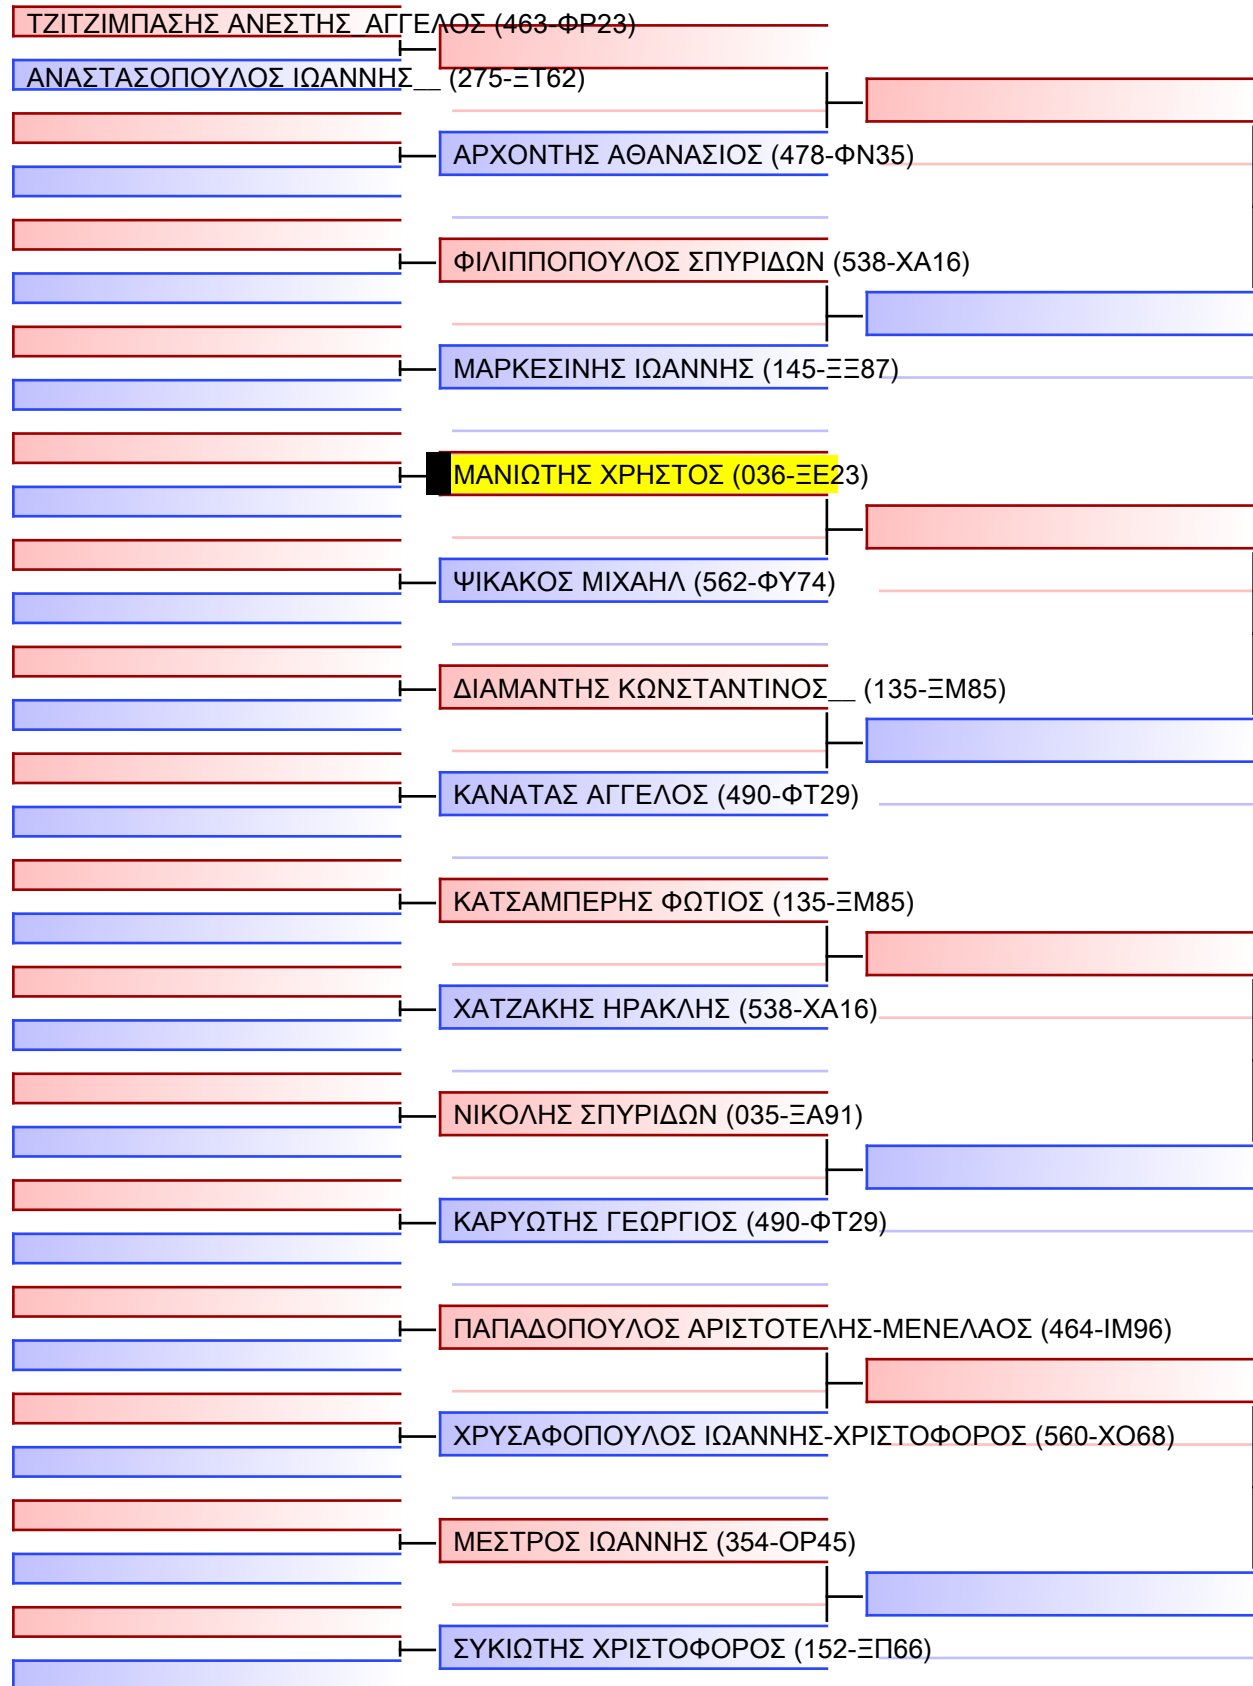 ΤΖΙΤΖΙΜΠΑΣΗΣ ΑΝΕΣΤΗΣ_ΑΓΓΕΛΟΣ (463-ΦΡ23)
ΑΝΑΣΤΑΣΟΠΟΥΛΟΣ ΙΩΑΝΝΗΣ__ (275-ΞΤ62)
ΑΡΧΟΝΤΗΣ ΑΘΑΝΑΣΙΟΣ (478-ΦΝ35)
ΦΙΛΙΠΠΟΠΟΥΛΟΣ ΣΠΥΡΙΔΩΝ (538-ΧΑ16)
ΜΑΡΚΕΣΙΝΗΣ ΙΩΑΝΝΗΣ (145-ΞΞ87)
ΜΑΝΙΩΤΗΣ ΧΡΗΣΤΟΣ (036-ΞΕ23)
ΨΙΚΑΚΟΣ ΜΙΧΑΗΛ (562-ΦΥ74)
ΔΙΑΜΑΝΤΗΣ ΚΩΝΣΤΑΝΤΙΝΟΣ__ (135-ΞΜ85)
ΚΑΝΑΤΑΣ ΑΓΓΕΛΟΣ (490-ΦΤ29)
ΚΑΤΣΑΜΠΕΡΗΣ ΦΩΤΙΟΣ (135-ΞΜ85)
ΧΑΤΖΑΚΗΣ ΗΡΑΚΛΗΣ (538-ΧΑ16)
ΝΙΚΟΛΗΣ ΣΠΥΡΙΔΩΝ (035-ΞΑ91)
ΚΑΡΥΩΤΗΣ ΓΕΩΡΓΙΟΣ (490-ΦΤ29)
ΠΑΠΑΔΟΠΟΥΛΟΣ ΑΡΙΣΤΟΤΕΛΗΣ-ΜΕΝΕΛΑΟΣ (464-ΙΜ96)
ΧΡΥΣΑΦΟΠΟΥΛΟΣ ΙΩΑΝΝΗΣ-ΧΡΙΣΤΟΦΟΡΟΣ (560-ΧΟ68)
ΜΕΣΤΡΟΣ ΙΩΑΝΝΗΣ (354-ΟΡ45)
ΣΥΚΙΩΤΗΣ ΧΡΙΣΤΟΦΟΡΟΣ (152-ΞΠ66)